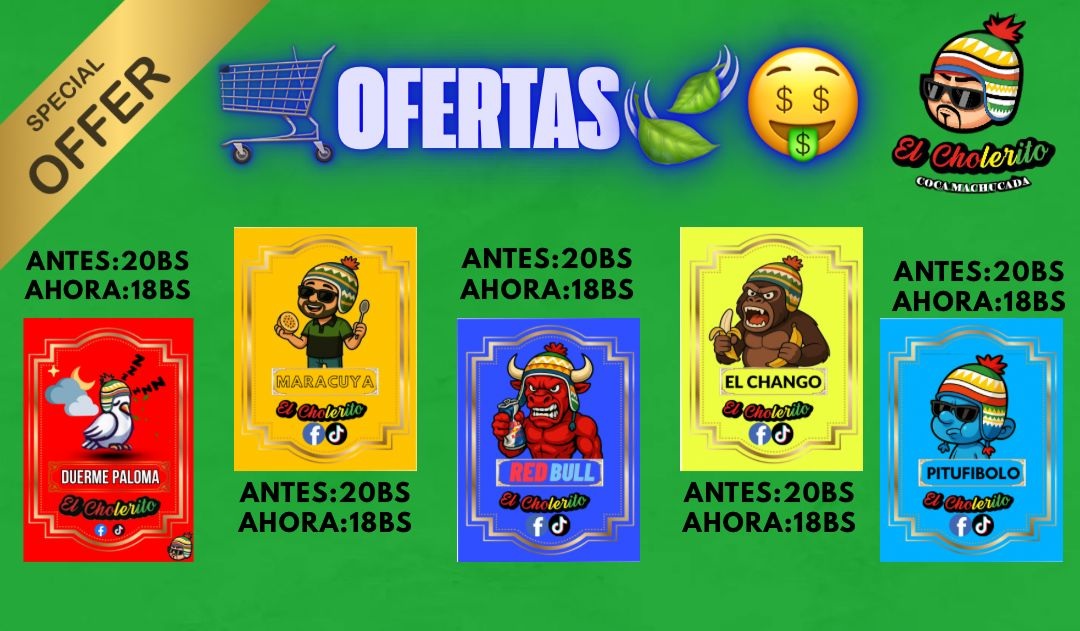 SPECIAL
OFFER
OFERTAS
El Cholerito
COCA MACHUCADA
ANTES:20BS
AHORA:18BS
DUERME PALOMA
El Cholerito
MARACUYA
El Cholerito
ANTES:20BS
AHORA:18BS
ANTES:20BS
AHORA:18BS
RED BULL
El Cholerito
EL CHANGO
El Cholerito
ANTES:20BS
AHORA:18BS
ANTES:20BS
AHORA:18BS
PITUFIBOLO
El Cholerito